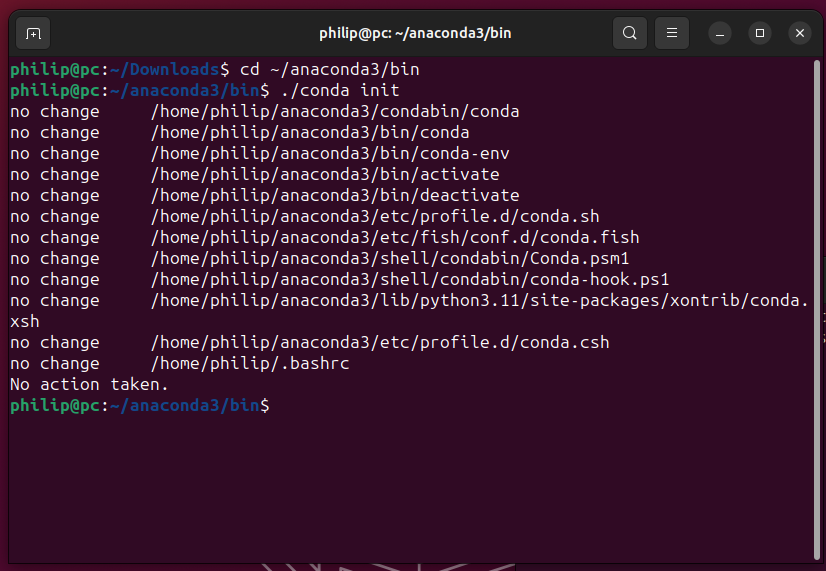 philip@pc: ~/anaconda3/bin
philip@pc:~/Downloads$ cd ~/anaconda3/bin
philip@pc:~/anaconda3/bin$ ./conda init
no change     /home/philip/anaconda3/condabin/conda
no change     /home/philip/anaconda3/bin/conda
no change     /home/philip/anaconda3/bin/conda-env
no change     /home/philip/anaconda3/bin/activate
no change     /home/philip/anaconda3/bin/deactivate
no change     /home/philip/anaconda3/etc/profile.d/conda.sh
no change     /home/philip/anaconda3/etc/fish/conf.d/conda.fish
no change     /home/philip/anaconda3/shell/condabin/Conda.psm1
no change     /home/philip/anaconda3/shell/condabin/conda-hook.ps1
no change     /home/philip/anaconda3/lib/python3.11/site-packages/xontrib/conda.
xsh
no change     /home/philip/anaconda3/etc/profile.d/conda.csh
no change     /home/philip/.bashrc
No action taken.
philip@pc:~/anaconda3/bin$